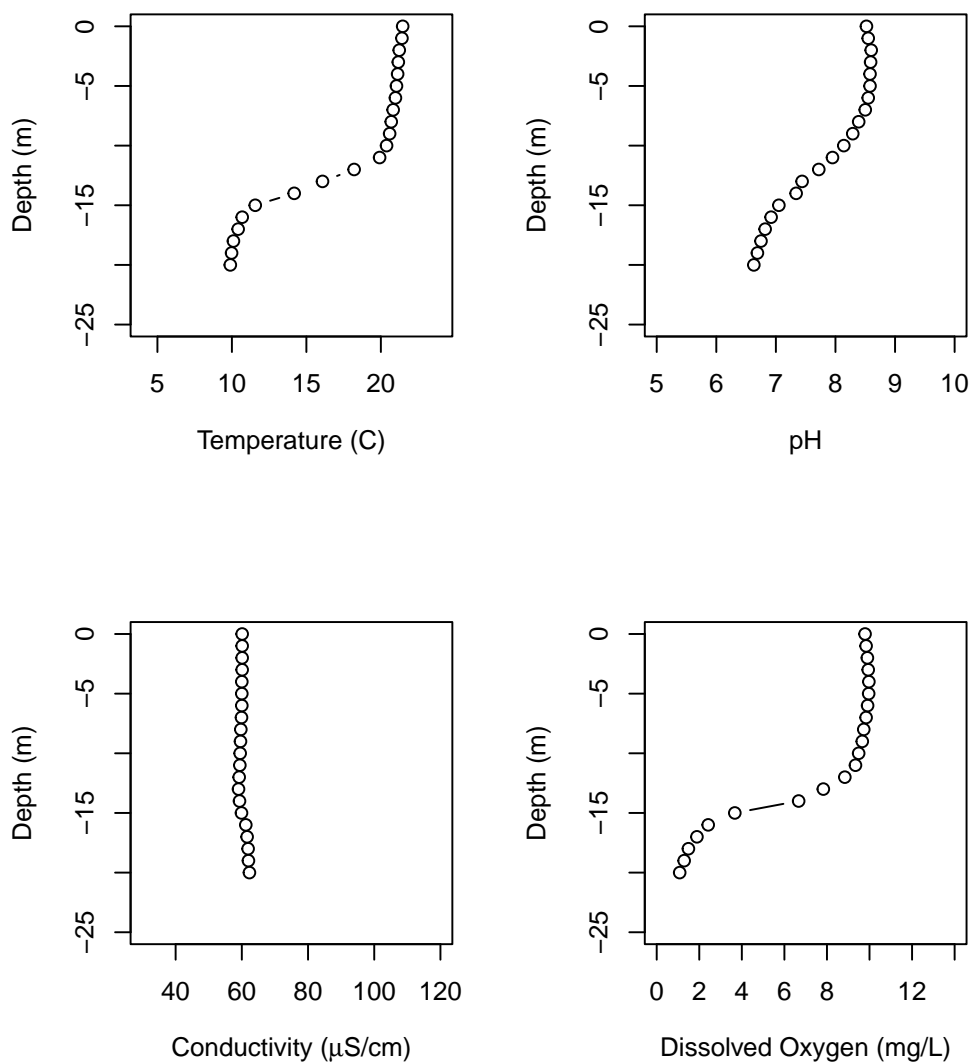 0
−5
−15
−25
Depth (m)
5 10 15 20
Temperature (C)
0
−5
−15
−25
Depth (m)
5 6 7 8 9 10
pH
0
−5
−15
−25
Depth (m)
40 60 80 100 120
Conductivity (μS/cm)
0
−5
−15
−25
Depth (m)
0 2 4 6 8 12
Dissolved Oxygen (mg/L)